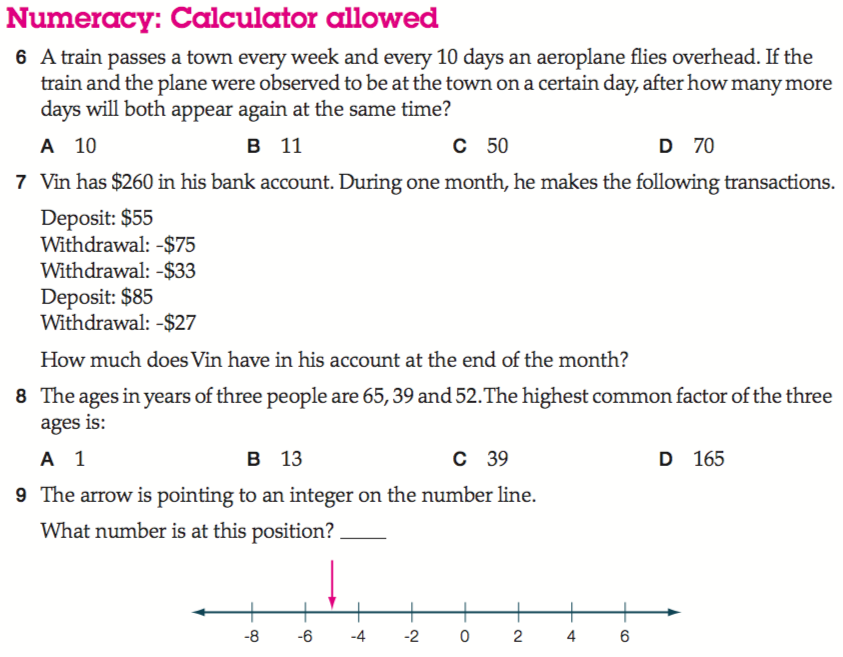 Numeracy: Calculator allowed
6 A train passes a town every week and every 10 days an aeroplane flies overhead. If the
train and the plane were observed to be at the town on a certain day, after how many more
days will both appear again at the same time?
A 10 B 11 C 50 D 70
7 Vin has $260 in his bank account. During one month, he makes the following transactions.
Deposit: $55
Withdrawal: -$75
Withdrawal: -$33
Deposit: $85
Withdrawal: -$27
How much does Vin have in his account at the end of the month?
8 The ages in years of three people are 65, 39 and 52. The highest common factor of the three
ages is:
A 1 B 13 C 39 D 165
9 The arrow is pointing to an integer on the number line.
What number is at this position? _____
-8 -6 -4 -2 0 2 4 6